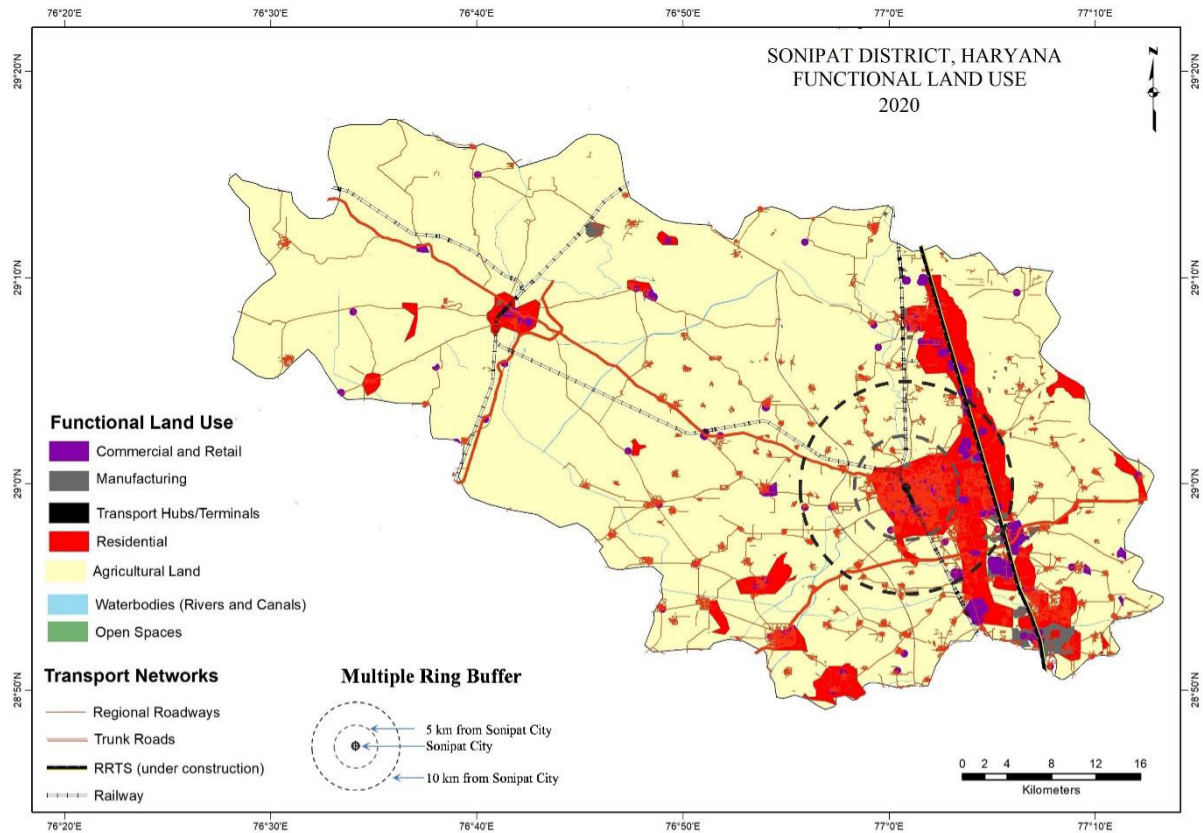 76°20'E 76°30'E 76°40'E 76°50'E 77°0'E 77°10'E
SONIPAT DISTRICT, HARYANA
FUNCTIONAL LAND USE
2020
N
29°20'N 29°20'N
29°10'N 29°10'N
29°0'N 29°0'N
28°50'N 28°50'N
Functional Land Use
Commercial and Retail
Manufacturing
Transport Hubs/Terminals
Residential
Agricultural Land
Waterbodies (Rivers and Canals)
Open Spaces
Transport Networks
Regional Roadways
Trunk Roads
RRTS (under construction)
Railway
Multiple Ring Buffer
5 km from Sonipat City
Sonipat City
10 km from Sonipat City
0 2 4 8 12 16
Kilometers
76°20'E 76°30'E 76°40'E 76°50'E 77°0'E 77°10'E